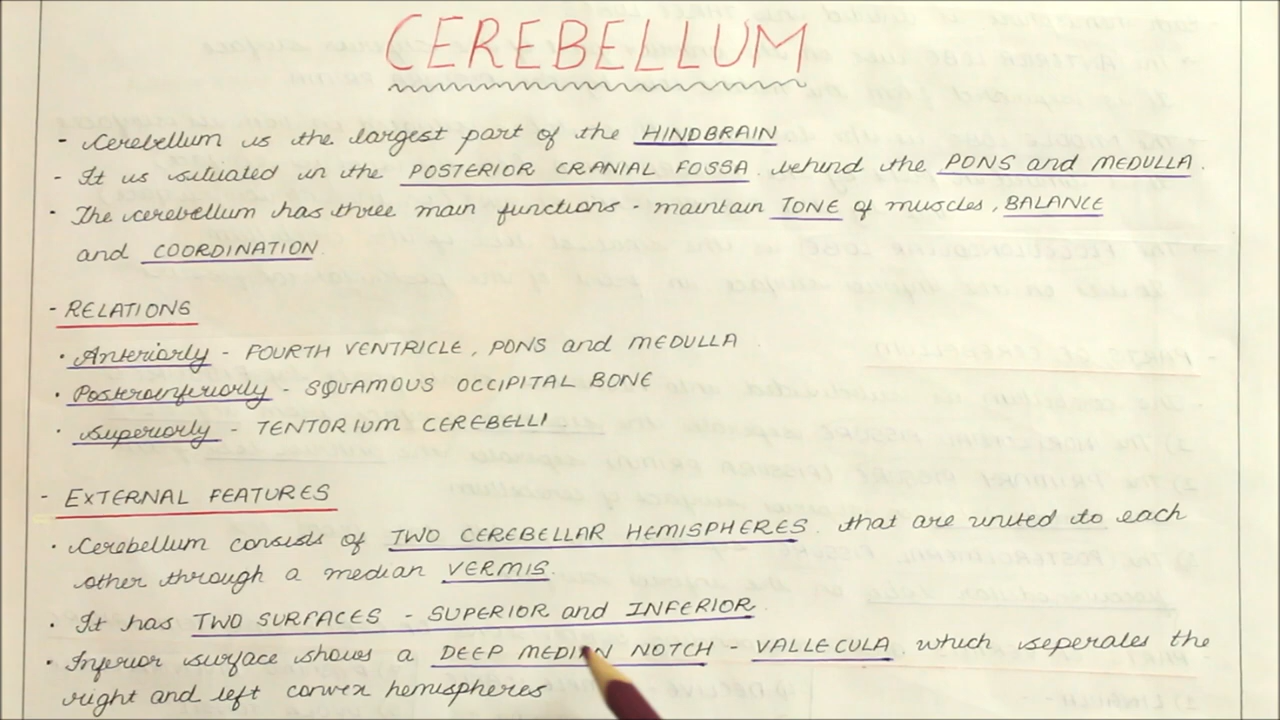 CEREBELLUM
- Cerebellum is the largest part of the HINDBRAIN
- It is situated in the POSTERIOR CRANIAL FOSSA behind the PONS and MEDULLA.
· The cerebellum has three main functions - maintain TONE of muscles, BALANCE
and COORDINATION.
- RELATIONS
· Anteriorly - FOURTH VENTRICLE, PONS and MEDULLA
· Posteroinferiorly - SQUAMOUS OCCIPITAL BONE
· Superiorly - TENTORIUM CEREBELLI
- EXTERNAL FEATURES
· Cerebellum consists of TWO CEREBELLAR HEMISPHERES that are united to each
other through a median VERMIS.
· It has TWO SURFACES - SUPERIOR and INFERIOR
· Inferior surface shows a DEEP MEDIAN NOTCH - VALLECULA which seperates the
right and left convex hemispheres